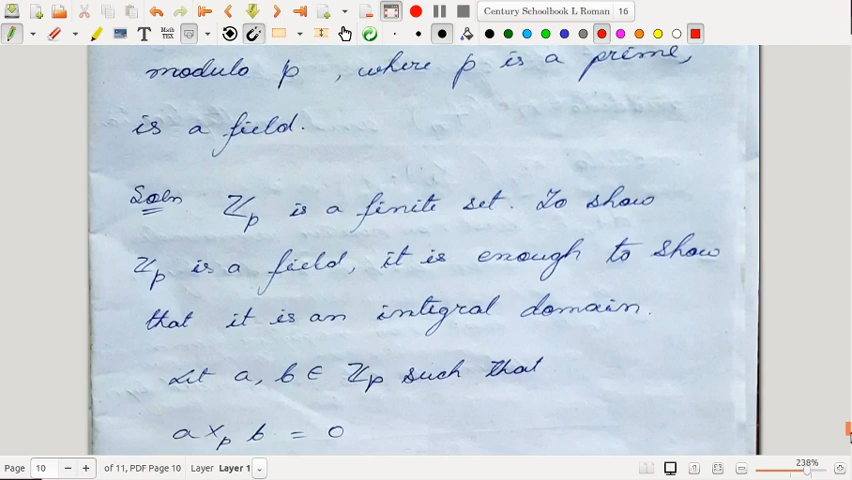 Century Schoolbook L Roman 16
modulo p, where p is a prime,
is a field.
Soln ℤp is a finite set. To show
ℤp is a field, it is enough to show
that it is an integral domain.
Let a, b ∈ ℤp such that
a ×p b = 0
Page 10 of 11, PDF Page 10 Layer Layer 1 238%